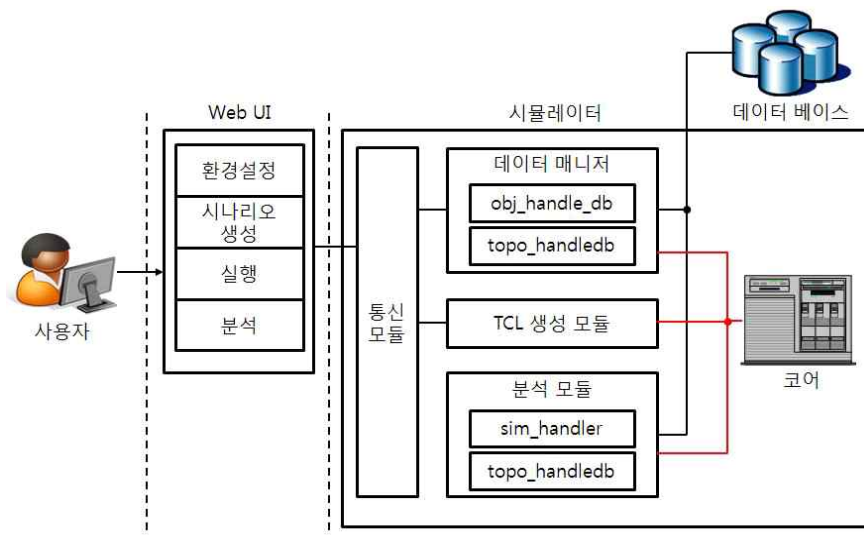 데이터 베이스
Web UI
시뮬레이터
환경설정
시나리오
생성
실행
분석
사용자
통신
모듈
데이터 매니저
obj_handle_db
topo_handledb
TCL 생성 모듈
분석 모듈
sim_handler
topo_handledb
코어